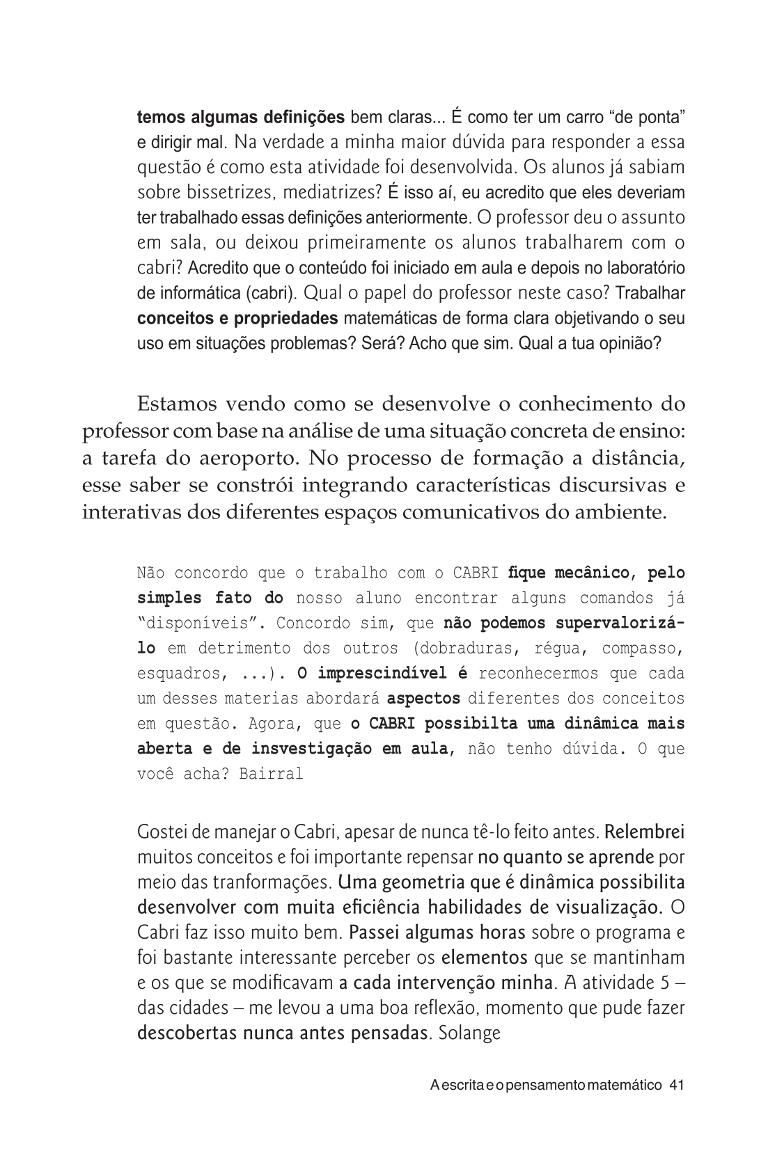 temos algumas definições bem claras... É como ter um carro “de ponta”
e dirigir mal. Na verdade a minha maior dúvida para responder a essa
questão é como esta atividade foi desenvolvida. Os alunos já sabiam
sobre bissetrizes, mediatrizes? É isso aí, eu acredito que eles deveriam
ter trabalhado essas definições anteriormente. O professor deu o assunto
em sala, ou deixou primeiramente os alunos trabalharem com o
cabri? Acredito que o conteúdo foi iniciado em aula e depois no laboratório
de informática (cabri). Qual o papel do professor neste caso? Trabalhar
conceitos e propriedades matemáticas de forma clara objetivando o seu
uso em situações problemas? Será? Acho que sim. Qual a tua opinião?
Estamos vendo como se desenvolve o conhecimento do
professor com base na análise de uma situação concreta de ensino:
a tarefa do aeroporto. No processo de formação a distância,
esse saber se constrói integrando características discursivas e
interativas dos diferentes espaços comunicativos do ambiente.
Não concordo que o trabalho com o CABRI fique mecânico, pelo
simples fato do nosso aluno encontrar alguns comandos já
“disponíveis”. Concordo sim, que não podemos supervalorizá-
lo em detrimento dos outros (dobraduras, régua, compasso,
esquadros, ...). O imprescindível é reconhecermos que cada
um desses materias abordará aspectos diferentes dos conceitos
em questão. Agora, que o CABRI possibilta uma dinâmica mais
aberta e de insvestigação em aula, não tenho dúvida. O que
você acha? Bairral
Gostei de manejar o Cabri, apesar de nunca tê-lo feito antes. Relembrei
muitos conceitos e foi importante repensar no quanto se aprende por
meio das tranformações. Uma geometria que é dinâmica possibilita
desenvolver com muita eficiência habilidades de visualização. O
Cabri faz isso muito bem. Passei algumas horas sobre o programa e
foi bastante interessante perceber os elementos que se mantinham
e os que se modificavam a cada intervenção minha. A atividade 5 –
das cidades – me levou a uma boa reflexão, momento que pude fazer
descobertas nunca antes pensadas. Solange
A escrita e o pensamento matemático 41